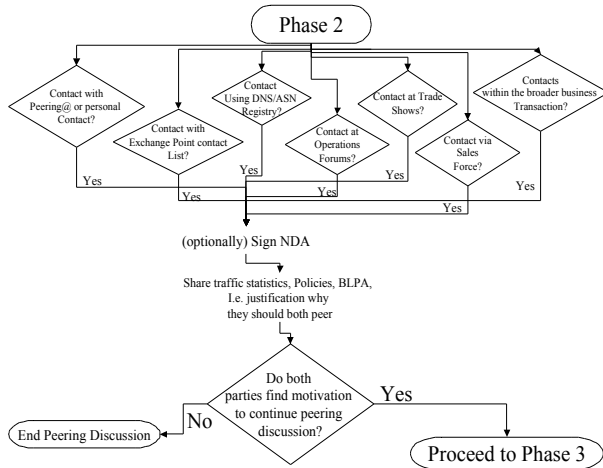 Phase 2
Contact with
Peering@ or personal
Contact?
Contact with
Exchange Point contact
List?
Contact
Using DNS/ASN
Registry?
Contact at
Operations
Forums?
Contact at Trade
Shows?
Contact via
Sales
Force?
Contacts
within the broader business
Transaction?
Yes
Yes
Yes
Yes
Yes
Yes
Yes
(optionally) Sign NDA
Share traffic statistics, Policies, BLPA,
I.e. justification why
they should both peer
Do both
parties find motivation
to continue peering
discussion?
No
Yes
End Peering Discussion
Proceed to Phase 3